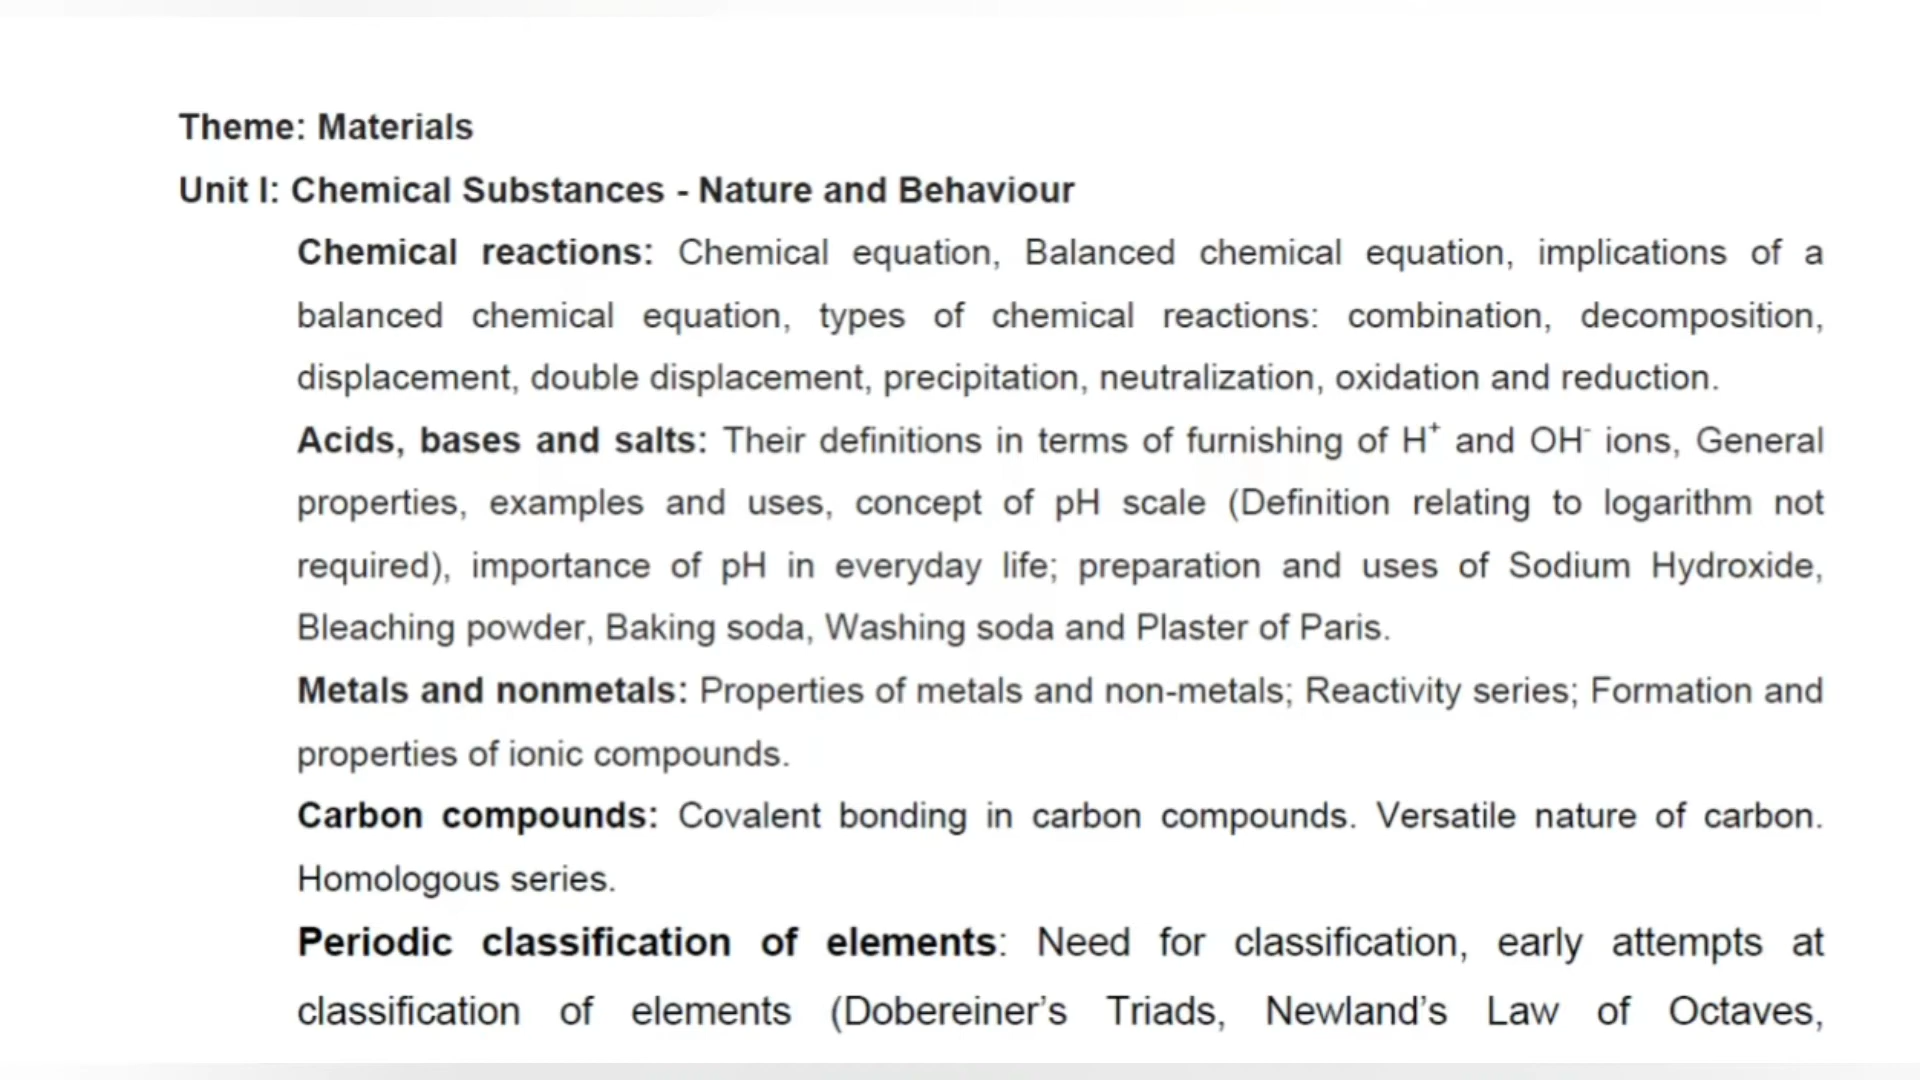 Theme: Materials
Unit I: Chemical Substances - Nature and Behaviour
Chemical reactions: Chemical equation, Balanced chemical equation, implications of a
balanced chemical equation, types of chemical reactions: combination, decomposition,
displacement, double displacement, precipitation, neutralization, oxidation and reduction.
Acids, bases and salts: Their definitions in terms of furnishing of H⁺ and OH⁻ ions, General
properties, examples and uses, concept of pH scale (Definition relating to logarithm not
required), importance of pH in everyday life; preparation and uses of Sodium Hydroxide,
Bleaching powder, Baking soda, Washing soda and Plaster of Paris.
Metals and nonmetals: Properties of metals and non-metals; Reactivity series; Formation and
properties of ionic compounds.
Carbon compounds: Covalent bonding in carbon compounds. Versatile nature of carbon.
Homologous series.
Periodic classification of elements: Need for classification, early attempts at
classification of elements (Dobereiner’s Triads, Newland’s Law of Octaves,